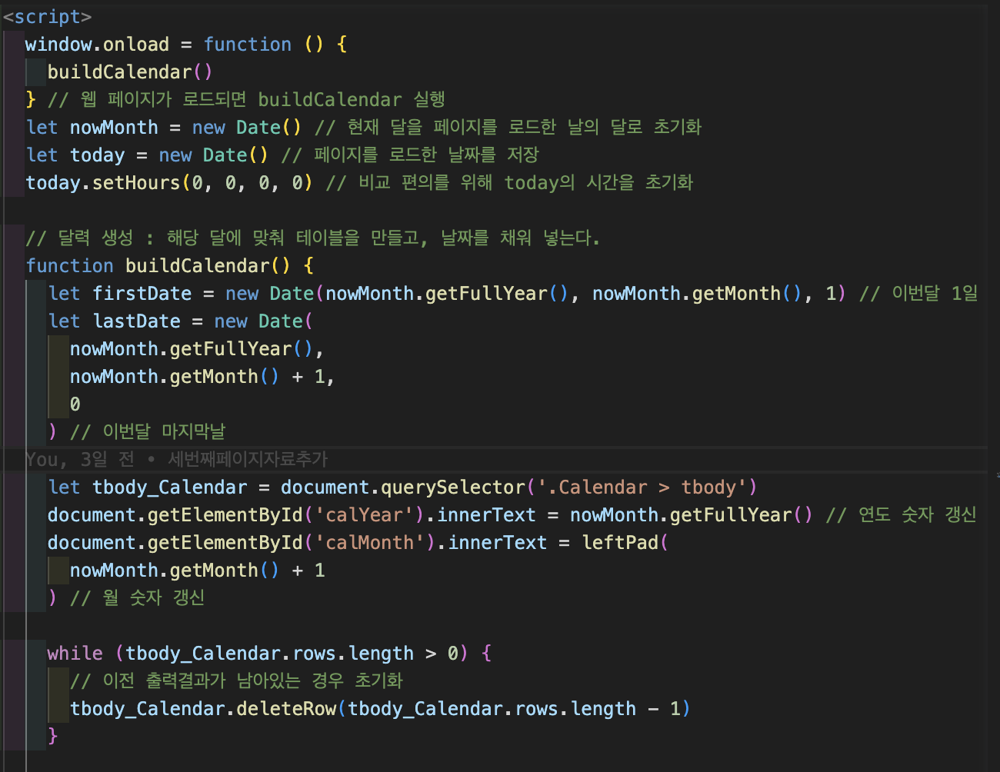 <script>
window.onload = function () {
buildCalendar()
} // 웹 페이지가 로드되면 buildCalendar 실행
let nowMonth = new Date() // 현재 달을 페이지를 로드한 날의 달로 초기화
let today = new Date() // 페이지를 로드한 날짜를 저장
today.setHours(0, 0, 0, 0) // 비교 편의를 위해 today의 시간을 초기화
// 달력 생성 : 해당 달에 맞춰 테이블을 만들고, 날짜를 채워 넣는다.
function buildCalendar() {
let firstDate = new Date(nowMonth.getFullYear(), nowMonth.getMonth(), 1) // 이번달 1일
let lastDate = new Date(
nowMonth.getFullYear(),
nowMonth.getMonth() + 1,
0
) // 이번달 마지막날
You, 3일 전 • 세번째페이지자료추가
let tbody_Calendar = document.querySelector('.Calendar > tbody')
document.getElementById('calYear').innerText = nowMonth.getFullYear() // 연도 숫자 갱신
document.getElementById('calMonth').innerText = leftPad(
nowMonth.getMonth() + 1
) // 월 숫자 갱신
while (tbody_Calendar.rows.length > 0) {
// 이전 출력결과가 남아있는 경우 초기화
tbody_Calendar.deleteRow(tbody_Calendar.rows.length - 1)
}